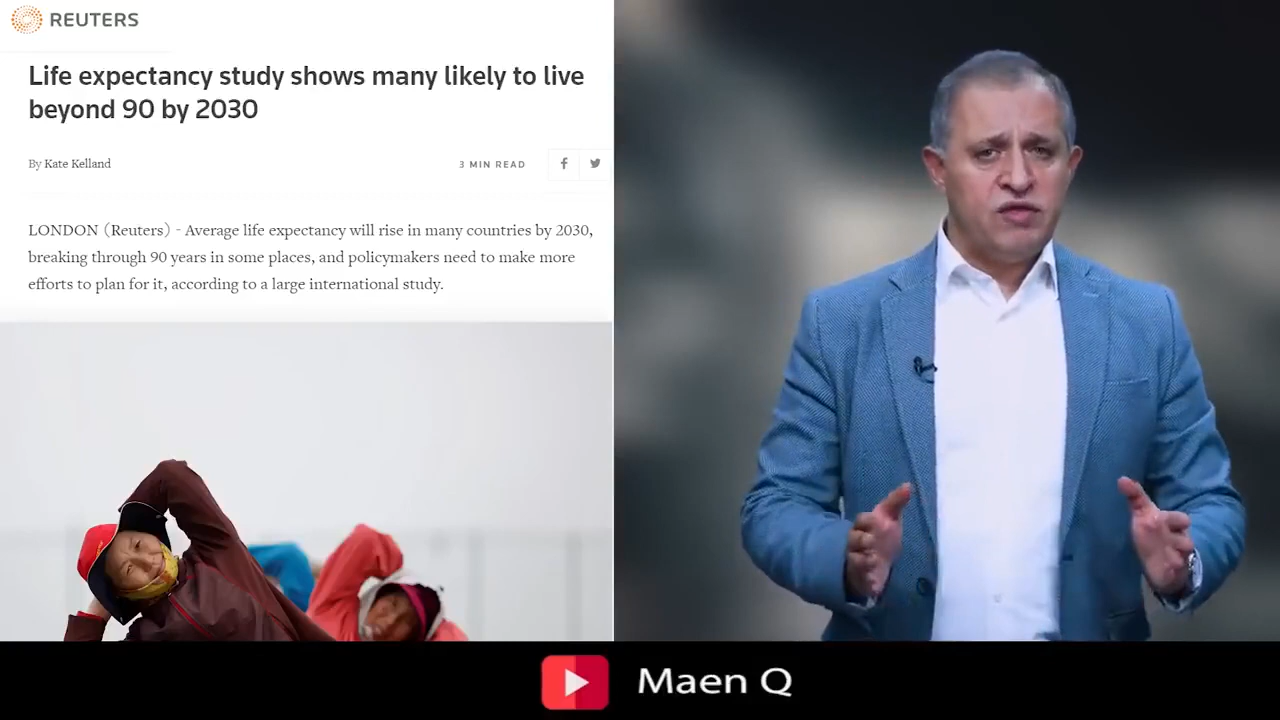 REUTERS
Life expectancy study shows many likely to live
beyond 90 by 2030
By Kate Kelland
3 MIN READ
LONDON (Reuters) - Average life expectancy will rise in many countries by 2030,
breaking through 90 years in some places, and policymakers need to make more
efforts to plan for it, according to a large international study.
Maen Q